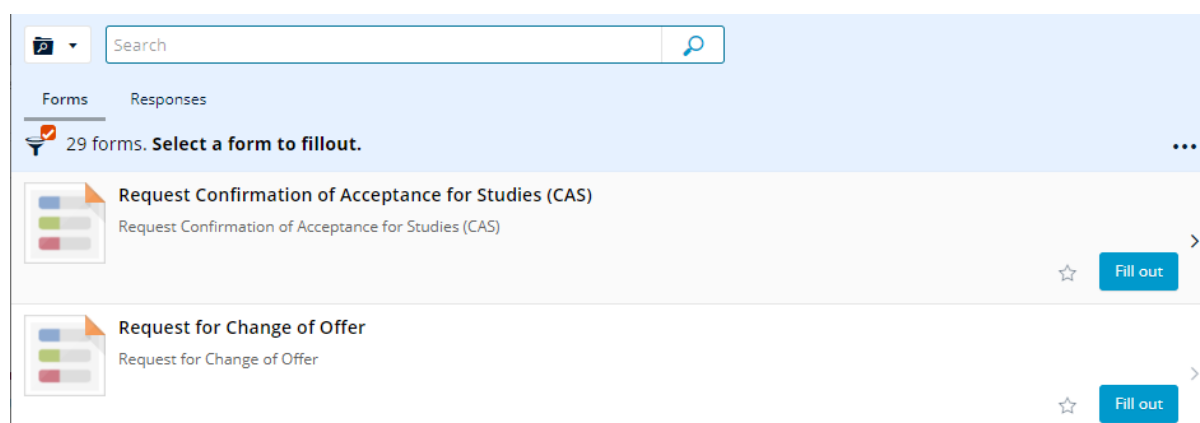 Search
Forms Responses
29 forms. Select a form to fillout.
Request Confirmation of Acceptance for Studies (CAS)
Request Confirmation of Acceptance for Studies (CAS)
Fill out
Request for Change of Offer
Request for Change of Offer
Fill out